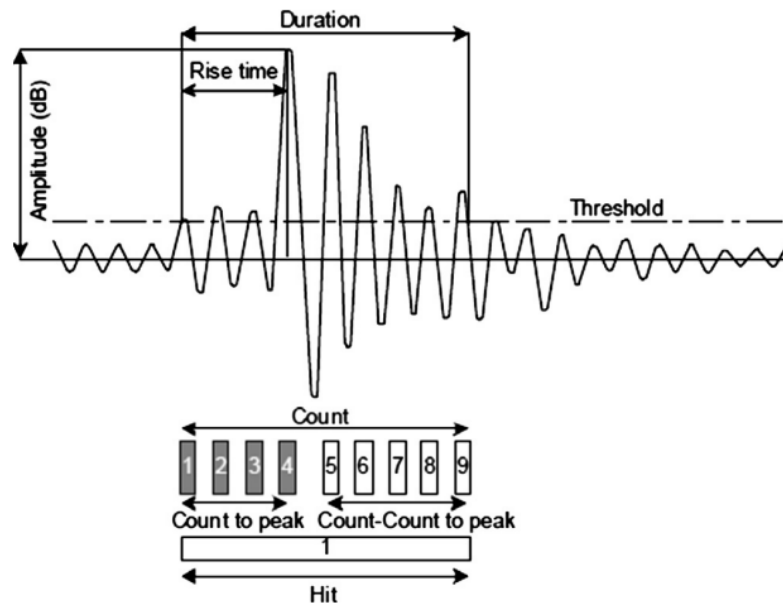 Duration
Rise time
Amplitude (dB)
Threshold
Count
1 2 3 4 5 6 7 8 9
Count to peak Count-Count to peak
1
Hit